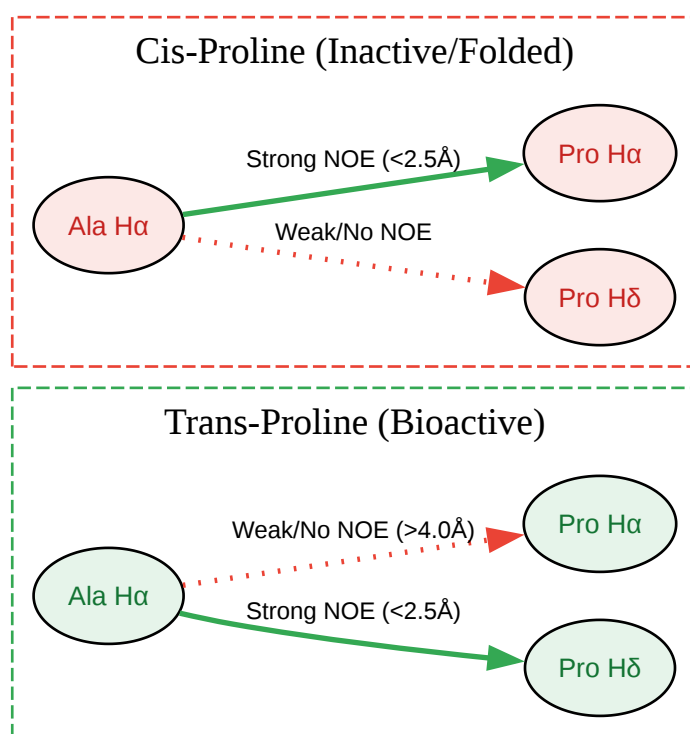 Cis-Proline (Inactive/Folded)
Strong NOE (<2.5Å)
Pro Hα
Ala Hα
Weak/No NOE
Pro Hδ
Trans-Proline (Bioactive)
Weak/No NOE (>4.0Å)
Pro Hα
Ala Hα
Strong NOE (<2.5Å)
Pro Hδ